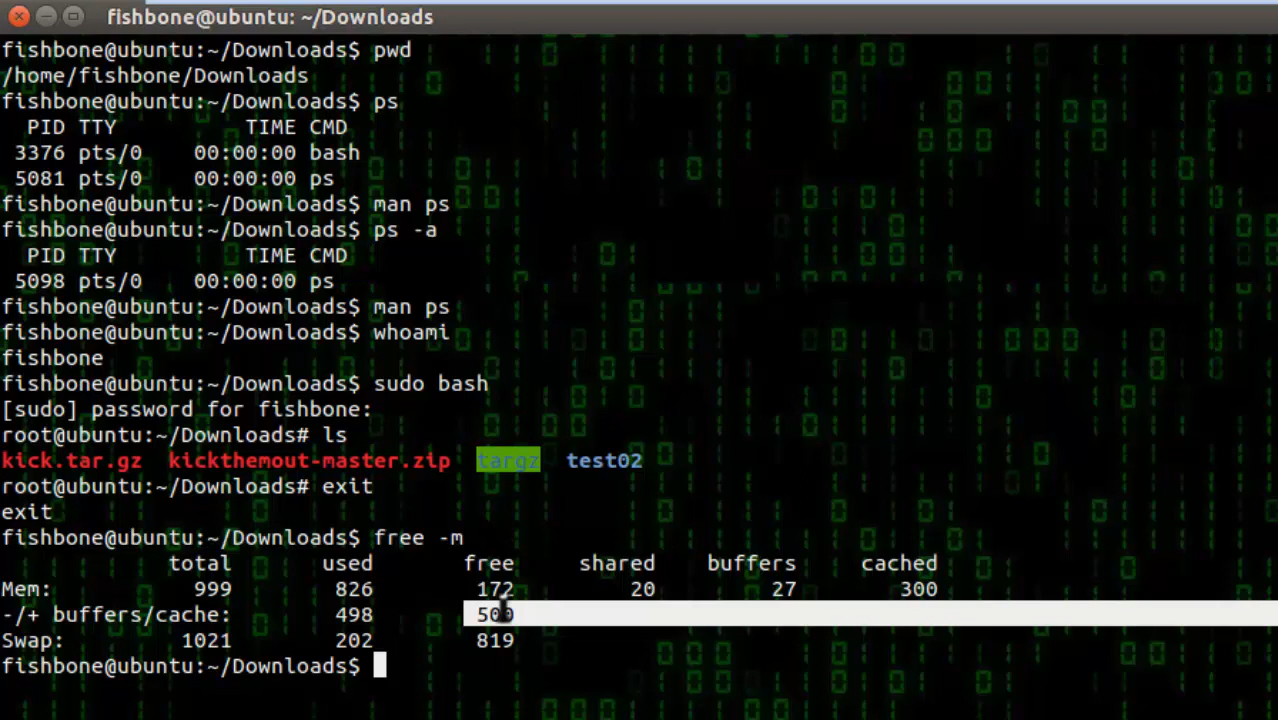 fishbone@ubuntu: ~/Downloads
fishbone@ubuntu:~/Downloads$ pwd
/home/fishbone/Downloads
fishbone@ubuntu:~/Downloads$ ps
  PID TTY          TIME CMD
 3376 pts/0    00:00:00 bash
 5081 pts/0    00:00:00 ps
fishbone@ubuntu:~/Downloads$ man ps
fishbone@ubuntu:~/Downloads$ ps -a
  PID TTY          TIME CMD
 5098 pts/0    00:00:00 ps
fishbone@ubuntu:~/Downloads$ man ps
fishbone@ubuntu:~/Downloads$ whoami
fishbone
fishbone@ubuntu:~/Downloads$ sudo bash
[sudo] password for fishbone:
root@ubuntu:~/Downloads# ls
kick.tar.gz  kickthemout-master.zip  targz  test02
root@ubuntu:~/Downloads# exit
exit
fishbone@ubuntu:~/Downloads$ free -m
             total       used       free     shared    buffers     cached
Mem:           999        826        172         20         27        300
-/+ buffers/cache:        498        500
Swap:         1021        202        819
fishbone@ubuntu:~/Downloads$